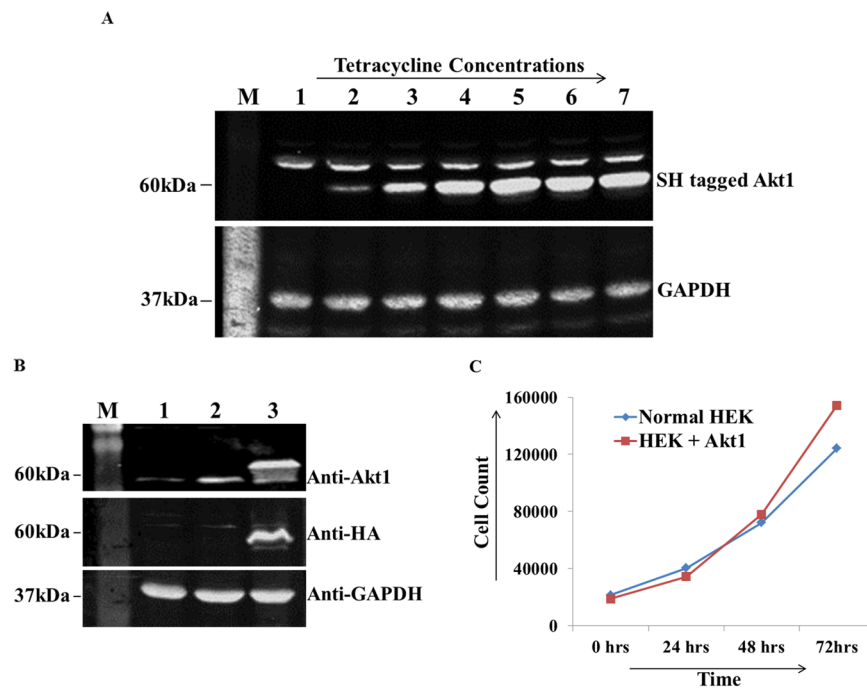 A
Tetracycline Concentrations
M 1 2 3 4 5 6 7
60kDa
SH tagged Akt1
37kDa
GAPDH
B
M 1 2 3
60kDa
Anti-Akt1
60kDa
Anti-HA
37kDa
Anti-GAPDH
C
160000
120000
80000
40000
0
Cell Count
Normal HEK
HEK + Akt1
0 hrs 24 hrs 48 hrs 72hrs
Time